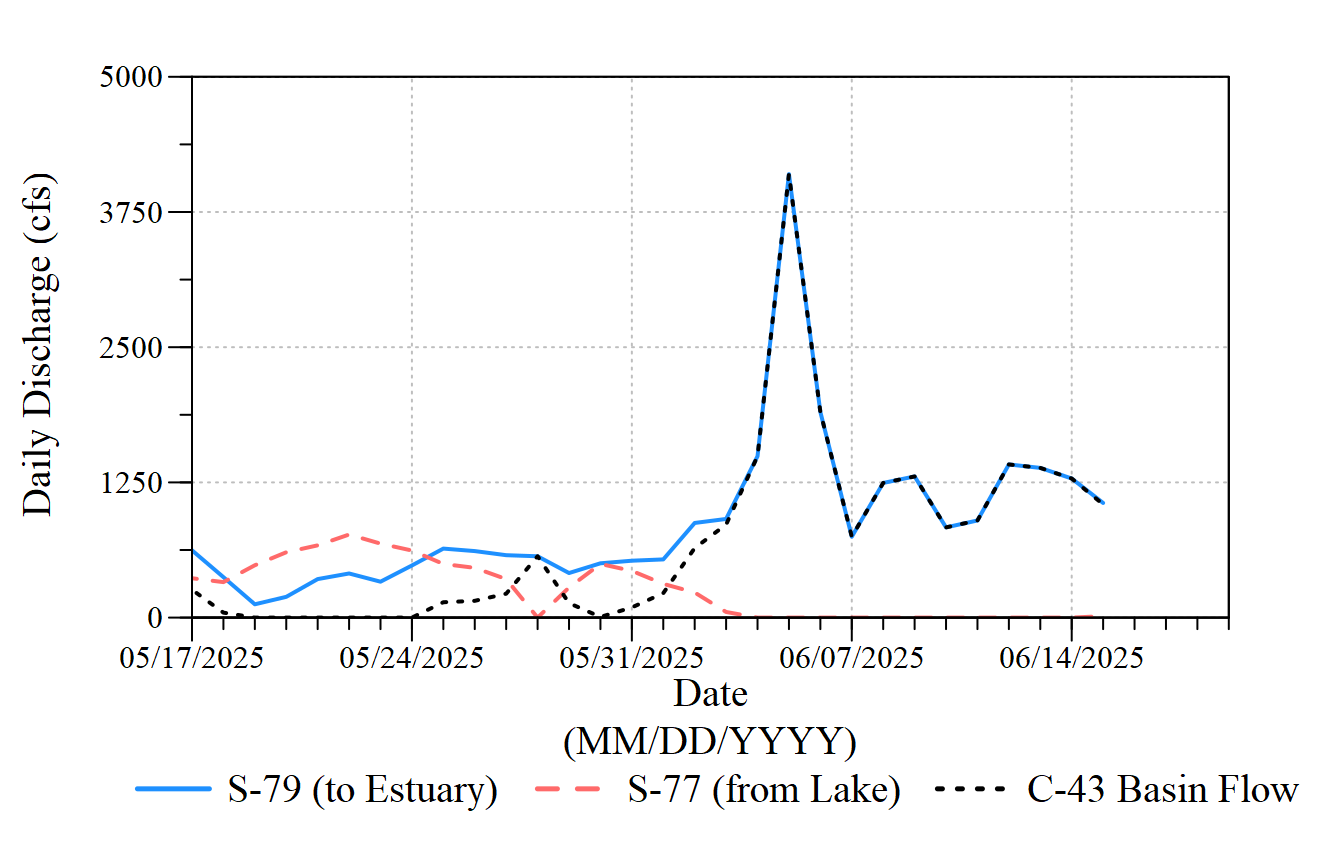 5000
3750
2500
1250
0
Daily Discharge (cfs)
05/17/2025 05/24/2025 05/31/2025 06/07/2025 06/14/2025
Date
(MM/DD/YYYY)
S-79 (to Estuary) S-77 (from Lake) C-43 Basin Flow